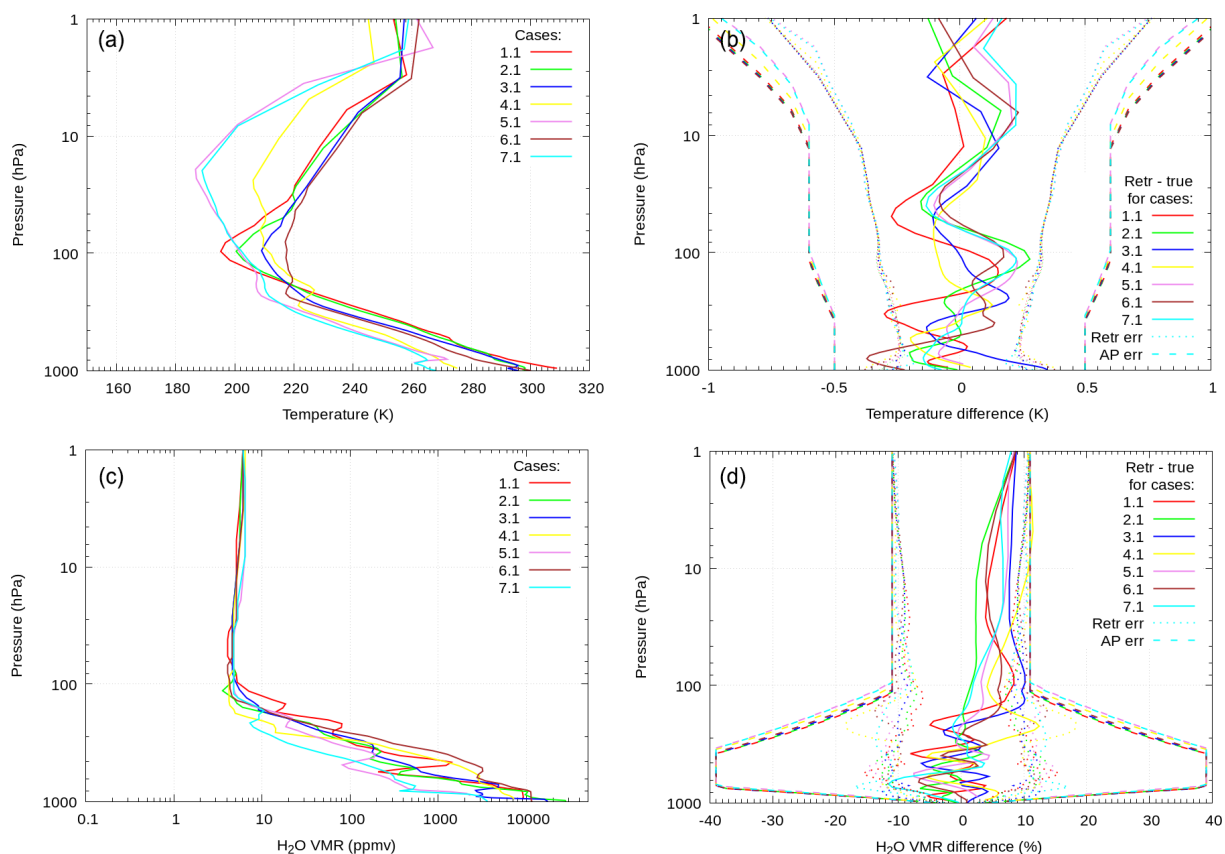 (a)
Cases:
1.1
2.1
3.1
4.1
5.1
6.1
7.1
1
10
100
1000
Pressure (hPa)
160 180 200 220 240 260 280 300 320
Temperature (K)
(b)
Retr - true
for cases:
1.1
2.1
3.1
4.1
5.1
6.1
7.1
Retr err
AP err
1
10
100
1000
Pressure (hPa)
-1 -0.5 0 0.5 1
Temperature difference (K)
(c)
Cases:
1.1
2.1
3.1
4.1
5.1
6.1
7.1
1
10
100
1000
Pressure (hPa)
0.1 1 10 100 1000 10000
H₂O VMR (ppmv)
(d)
Retr - true
for cases:
1.1
2.1
3.1
4.1
5.1
6.1
7.1
Retr err
AP err
1
10
100
1000
Pressure (hPa)
-40 -30 -20 -10 0 10 20 30 40
H₂O VMR difference (%)